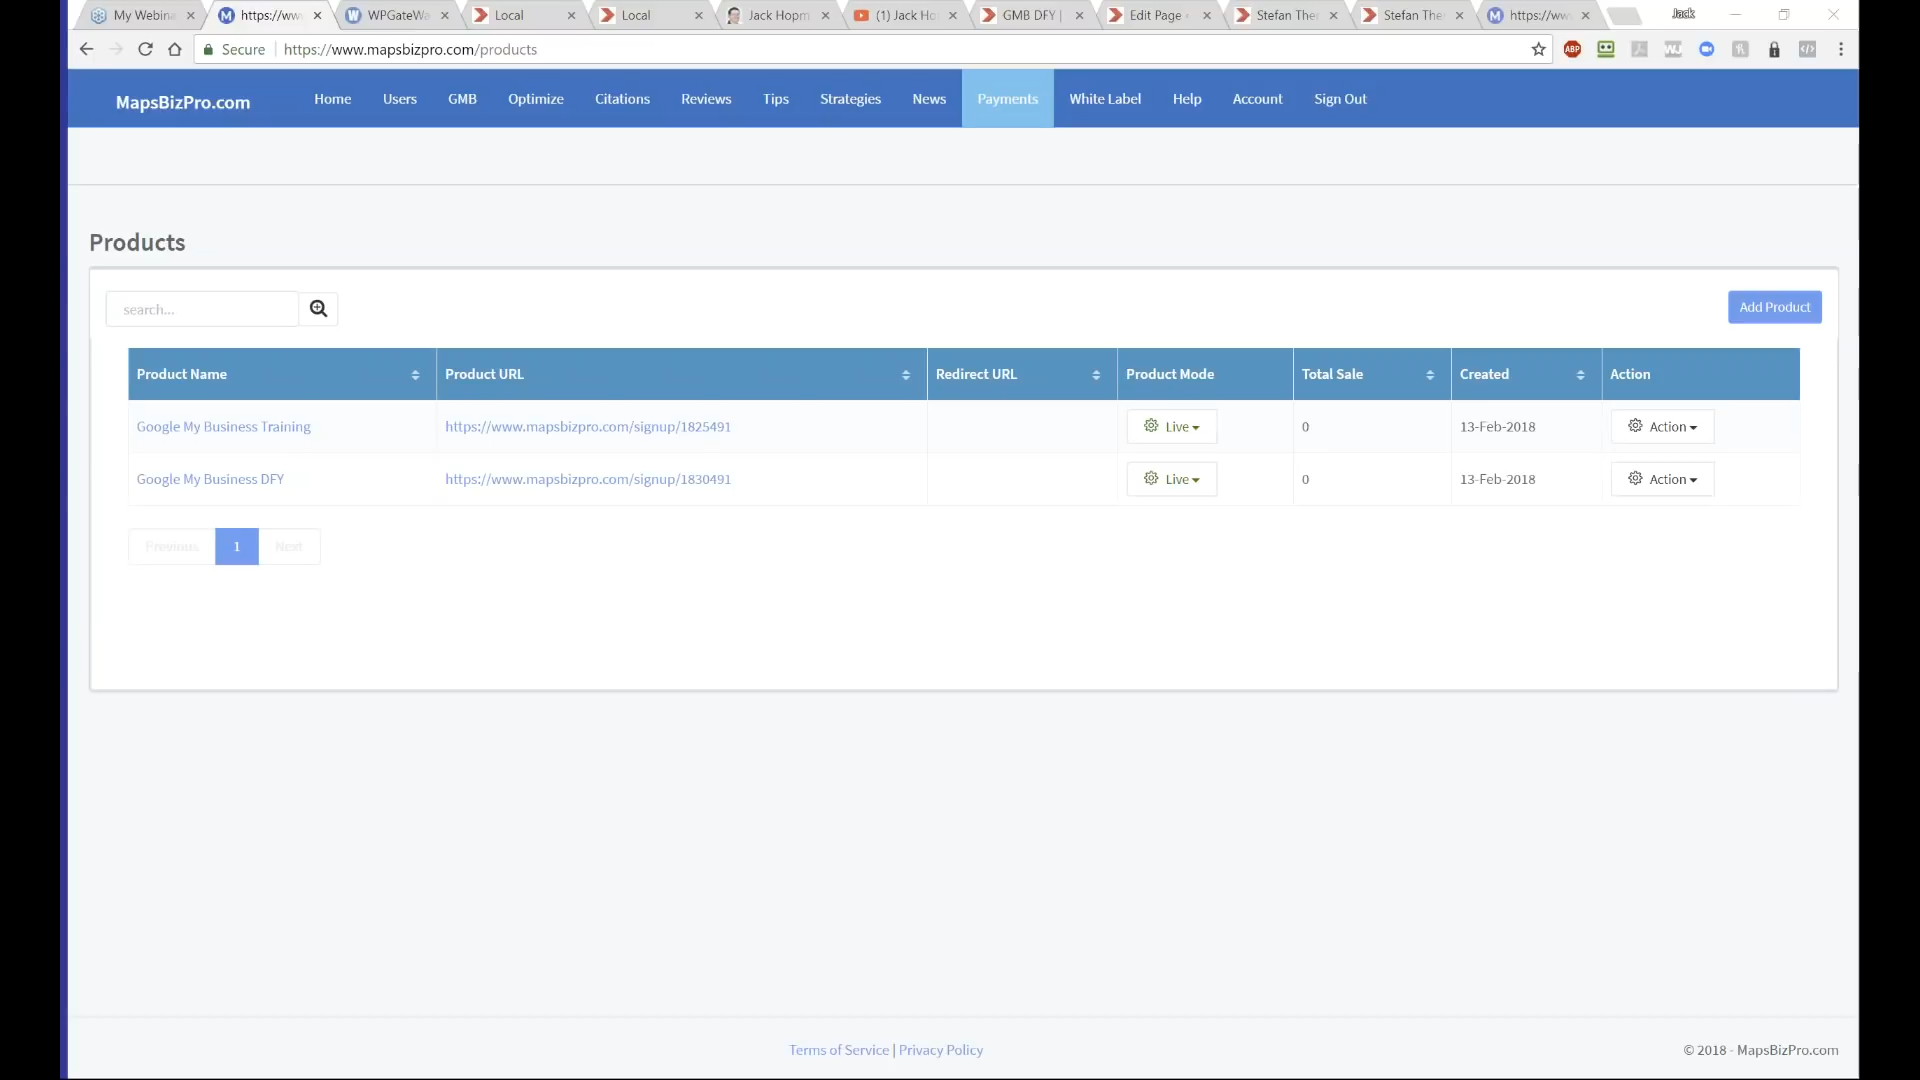 My Webina https://www WPGateWa Local Local Jack Hopm (1) Jack Ho GMB DFY | Edit Page Stefan The Stefan The https://www Jack
Secure https://www.mapsbizpro.com/products
MapsBizPro.com Home Users GMB Optimize Citations Reviews Tips Strategies News Payments White Label Help Account Sign Out
Products
search... Add Product
Product Name Product URL Redirect URL Product Mode Total Sale Created Action
Google My Business Training https://www.mapsbizpro.com/signup/1825491 Live 0 13-Feb-2018 Action
Google My Business DFY https://www.mapsbizpro.com/signup/1830491 Live 0 13-Feb-2018 Action
Previous 1 Next
Terms of Service | Privacy Policy © 2018 - MapsBizPro.com